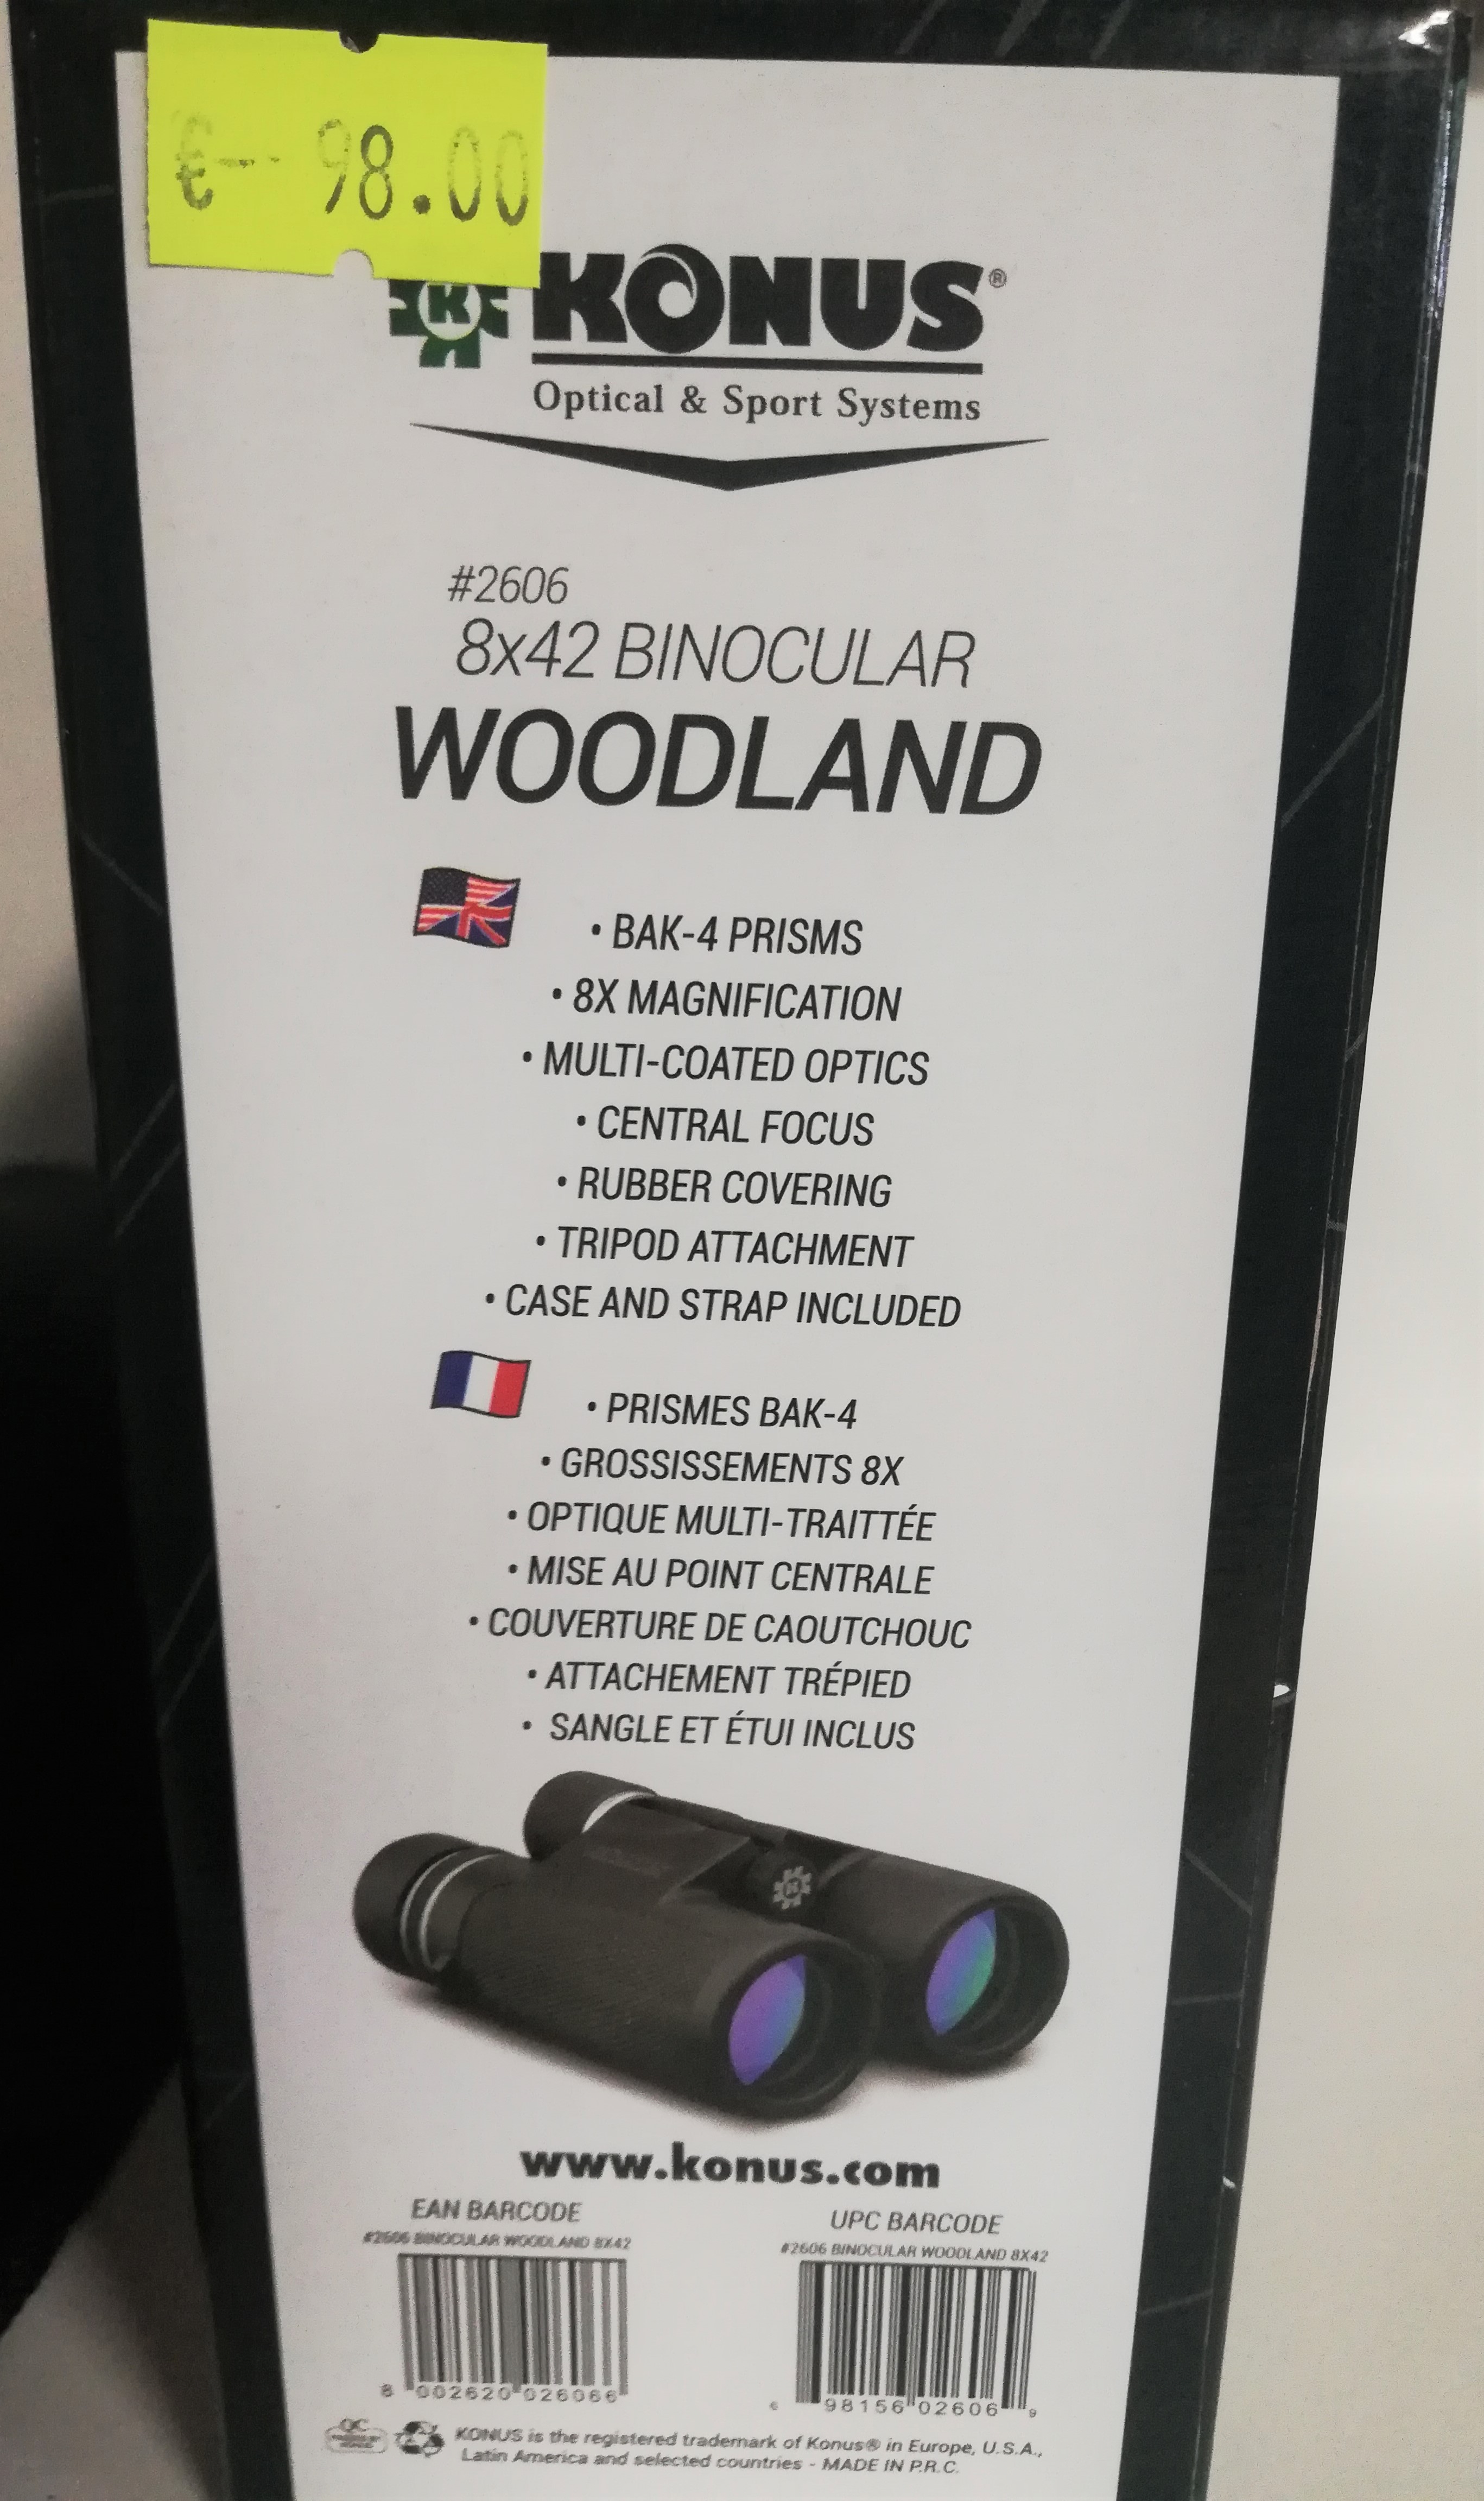 €-- 98.00
KONUS®
Optical & Sport Systems
#2606
8x42 BINOCULAR
WOODLAND
• BAK-4 PRISMS
• 8X MAGNIFICATION
• MULTI-COATED OPTICS
• CENTRAL FOCUS
• RUBBER COVERING
• TRIPOD ATTACHMENT
• CASE AND STRAP INCLUDED
• PRISMES BAK-4
• GROSSISSEMENTS 8X
• OPTIQUE MULTI-TRAITTÉE
• MISE AU POINT CENTRALE
• COUVERTURE DE CAOUTCHOUC
• ATTACHEMENT TRÉPIED
• SANGLE ET ÉTUI INCLUS
www.konus.com
EAN BARCODE
#2606 BINOCULAR WOODLAND 8X42
8 002620 026066
UPC BARCODE
#2606 BINOCULAR WOODLAND 8X42
6 98156 02606 9
QC
KONUS is the registered trademark of Konus® in Europe, U.S.A.,
Latin America and selected countries - MADE IN P.R.C.